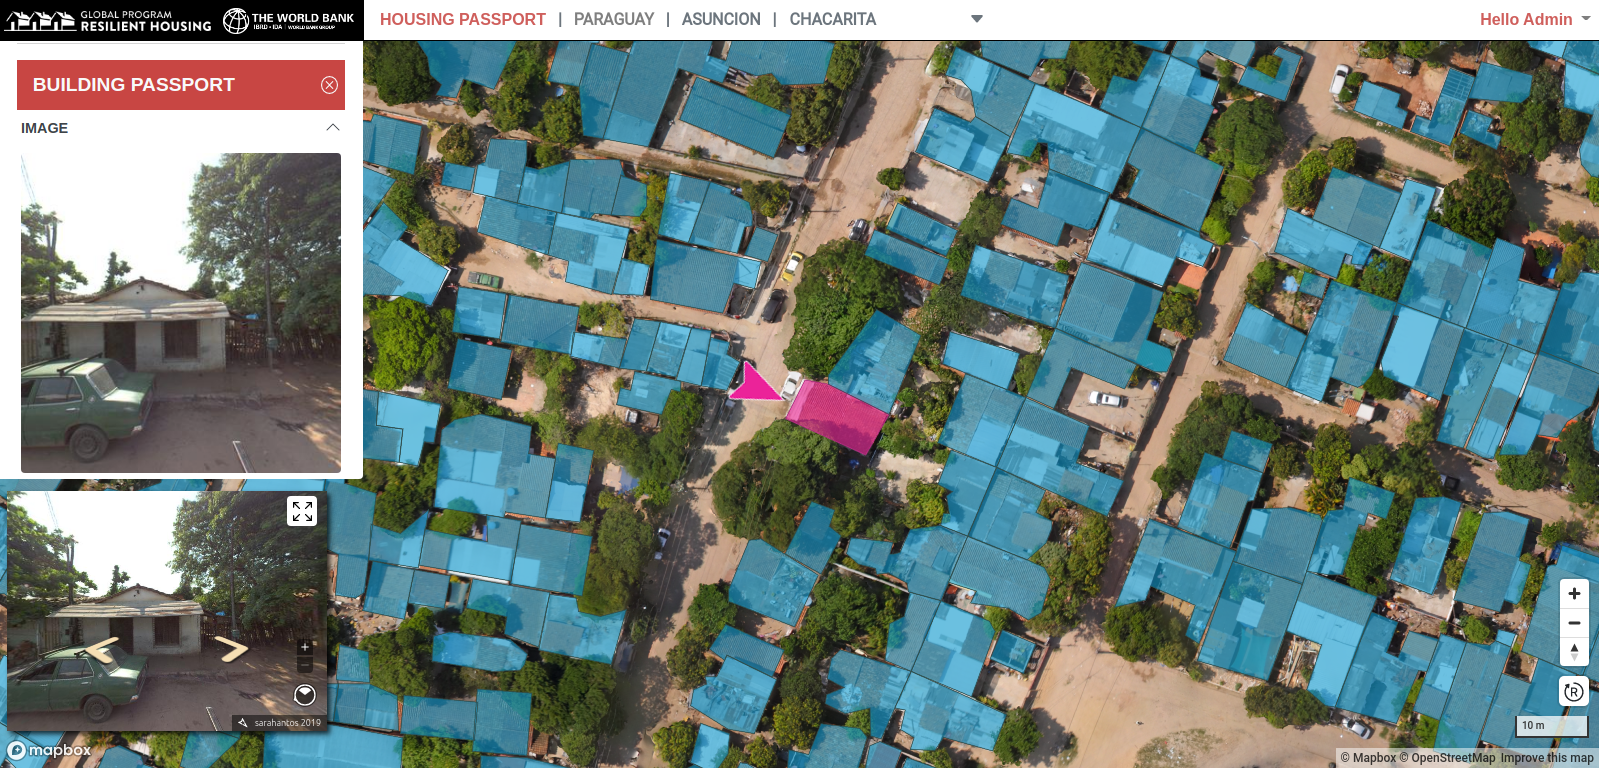 GLOBAL PROGRAM
RESILIENT HOUSING
THE WORLD BANK
IBRD • IDA | WORLD BANK GROUP
HOUSING PASSPORT | PARAGUAY | ASUNCION | CHACARITA
Hello Admin
BUILDING PASSPORT
IMAGE
+
−
sarahantos 2019
mapbox
+
−
R
10 m
© Mapbox © OpenStreetMap Improve this map